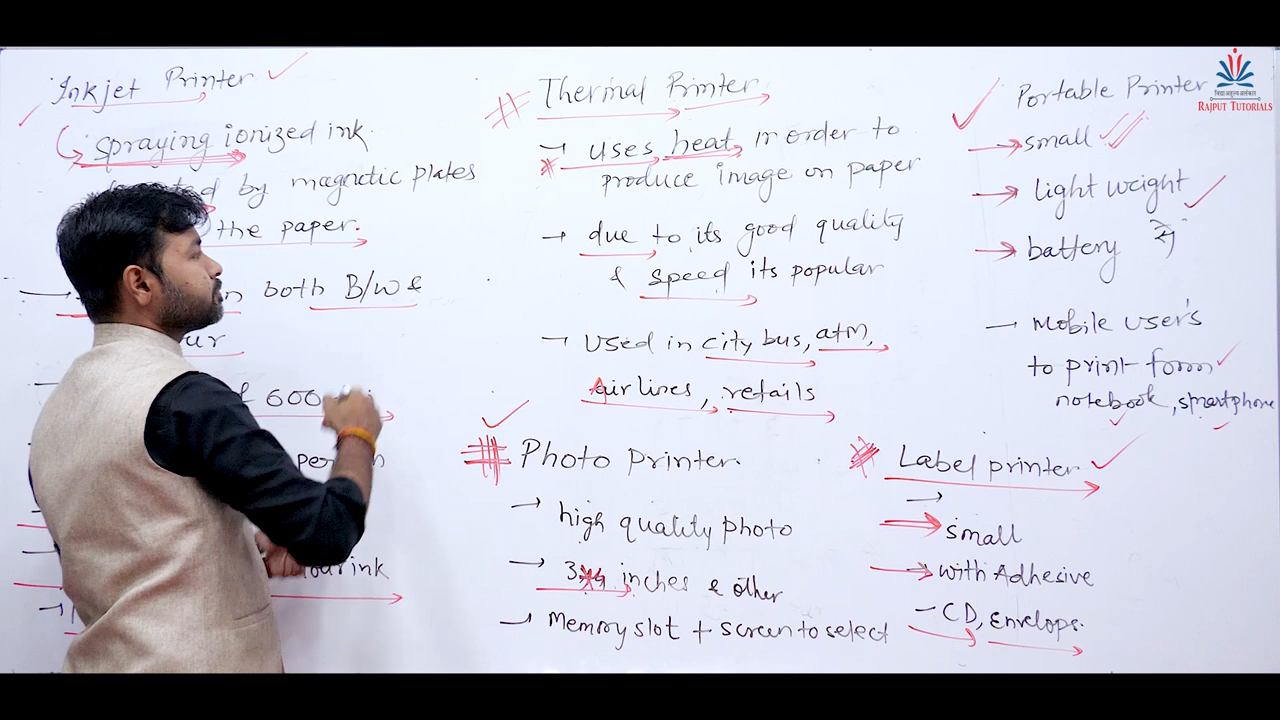 Inkjet Printer
spraying ionized ink
by magnetic plates
the paper.
both B/W &
600
ink
Thermal Printer
uses heat in order to
produce image on paper
due to its good quality
& speed its popular
used in city bus, atm,
Airlines, retails
Photo printer.
high quality photo
3x4 inches & other
Memory slot + screen to select
Portable Printer
small
light weight
battery से
Mobile users
to print form
notebook, smartphone
Label printer
small
with Adhesive
CD, Envelops.
RAJPUT TUTORIALS